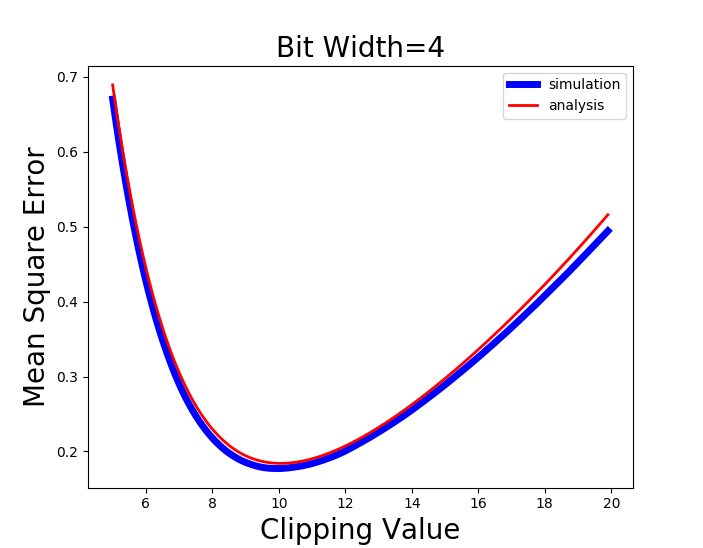 Bit Width=4
simulation
analysis
Mean Square Error
0.7
0.6
0.5
0.4
0.3
0.2
6 8 10 12 14 16 18 20
Clipping Value